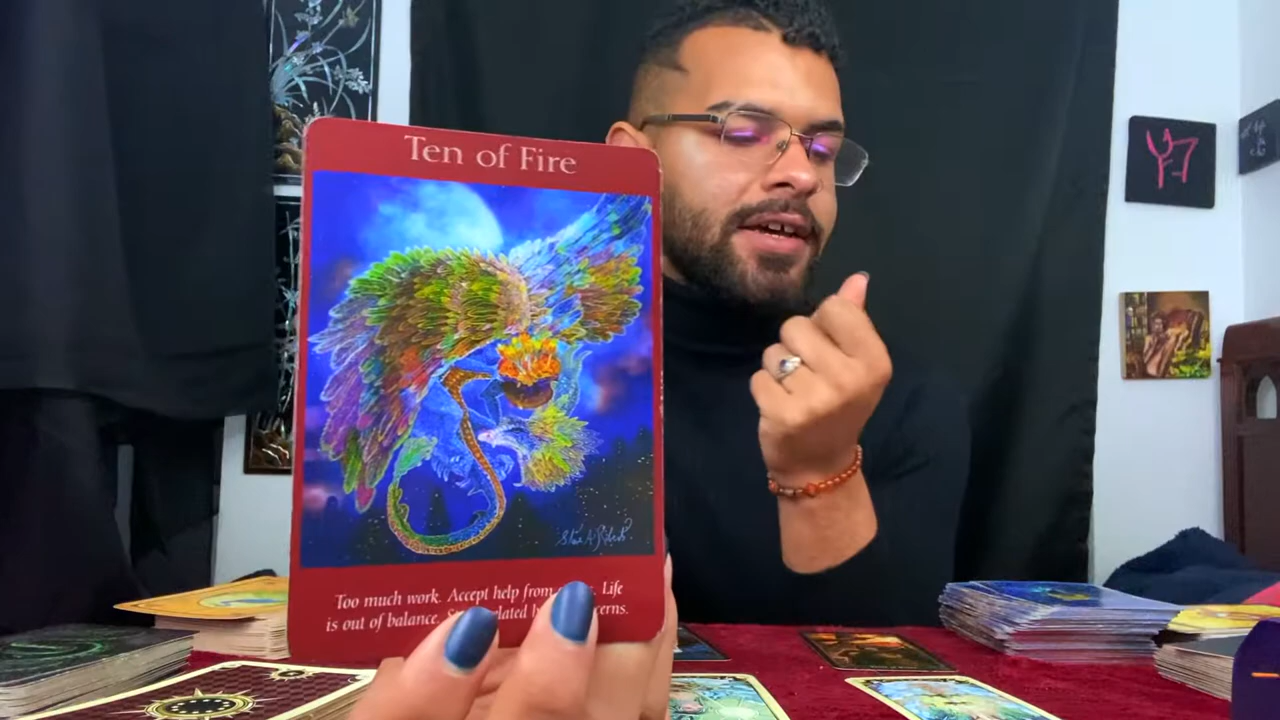 Ten of Fire
Too much work. Accept help from Life
is out of balance.